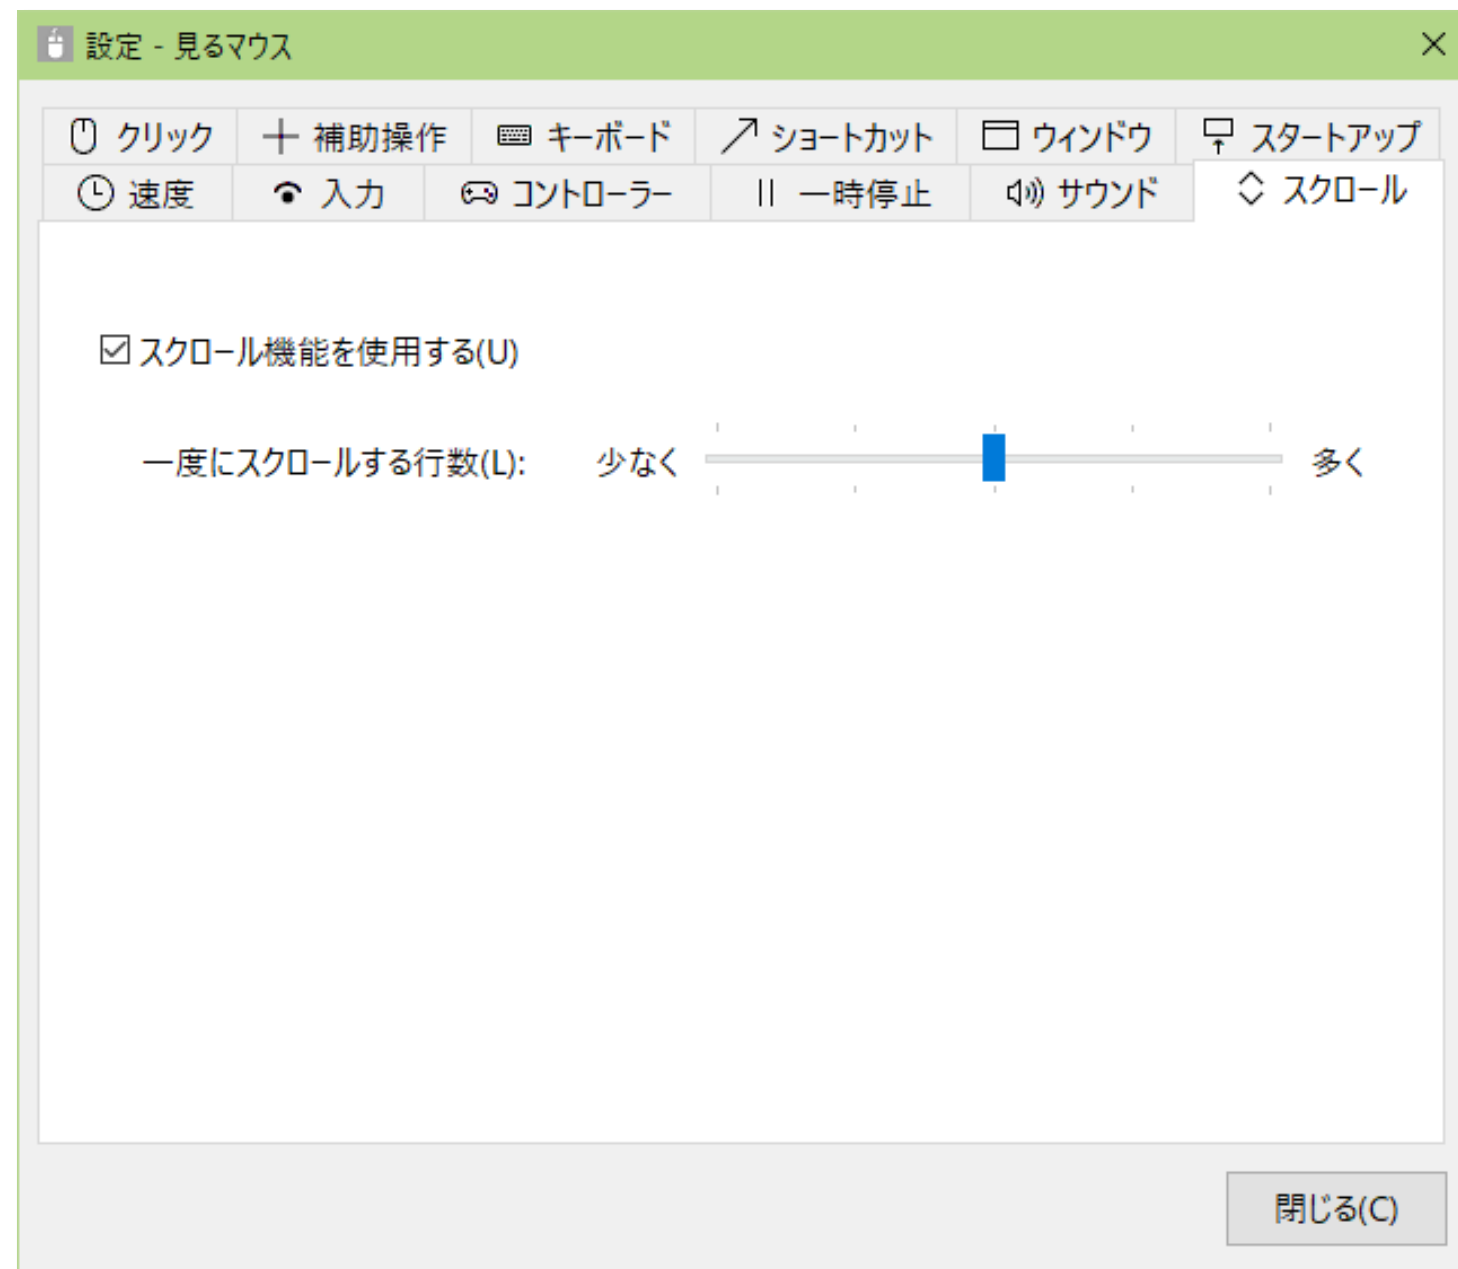 設定 - 見るマウス
クリック 補助操作 キーボード ショートカット ウィンドウ スタートアップ
速度 入力 コントローラー 一時停止 サウンド スクロール
スクロール機能を使用する(U)
一度にスクロールする行数(L): 少なく 多く
閉じる(C)